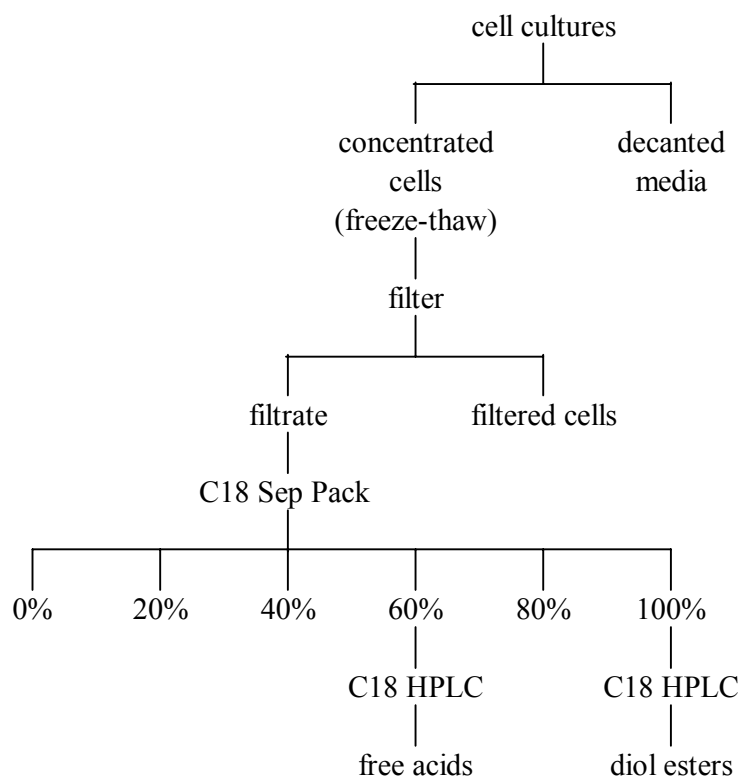 cell cultures
concentrated
cells
(freeze-thaw)
decanted
media
filter
filtrate
filtered cells
C18 Sep Pack
0%
20%
40%
60%
80%
100%
C18 HPLC
C18 HPLC
free acids
diol esters